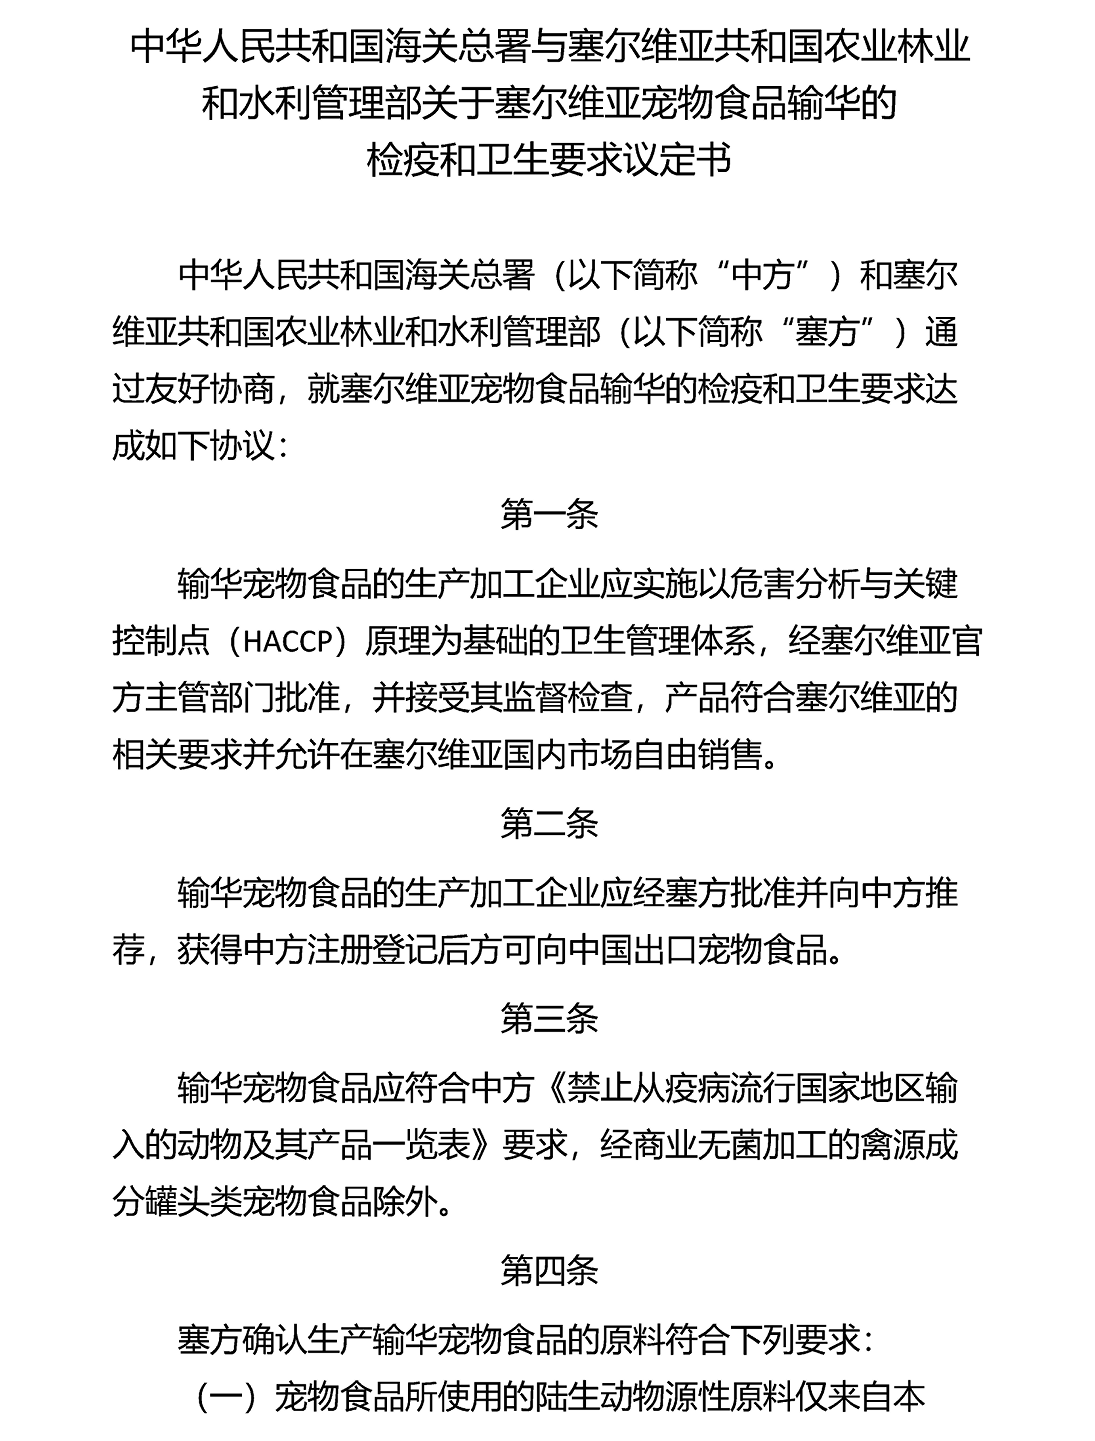 中华人民共和国海关总署与塞尔维亚共和国农业林业
和水利管理部关于塞尔维亚宠物食品输华的
检疫和卫生要求议定书
中华人民共和国海关总署（以下简称“中方”）和塞尔
维亚共和国农业林业和水利管理部（以下简称“塞方”）通
过友好协商，就塞尔维亚宠物食品输华的检疫和卫生要求达
成如下协议：
第一条
输华宠物食品的生产加工企业应实施以危害分析与关键
控制点（HACCP）原理为基础的卫生管理体系，经塞尔维亚官
方主管部门批准，并接受其监督检查，产品符合塞尔维亚的
相关要求并允许在塞尔维亚国内市场自由销售。
第二条
输华宠物食品的生产加工企业应经塞方批准并向中方推
荐，获得中方注册登记后方可向中国出口宠物食品。
第三条
输华宠物食品应符合中方《禁止从疫病流行国家地区输
入的动物及其产品一览表》要求，经商业无菌加工的禽源成
分罐头类宠物食品除外。
第四条
塞方确认生产输华宠物食品的原料符合下列要求：
（一）宠物食品所使用的陆生动物源性原料仅来自本